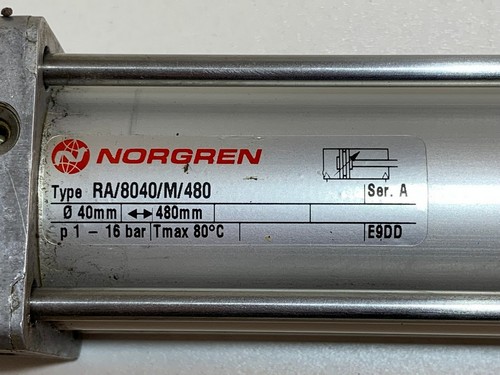 NORGREN
Type RA/8040/M/480 Ser. A
Ø 40mm ↔ 480mm
p 1 - 16 bar Tmax 80°C E9DD